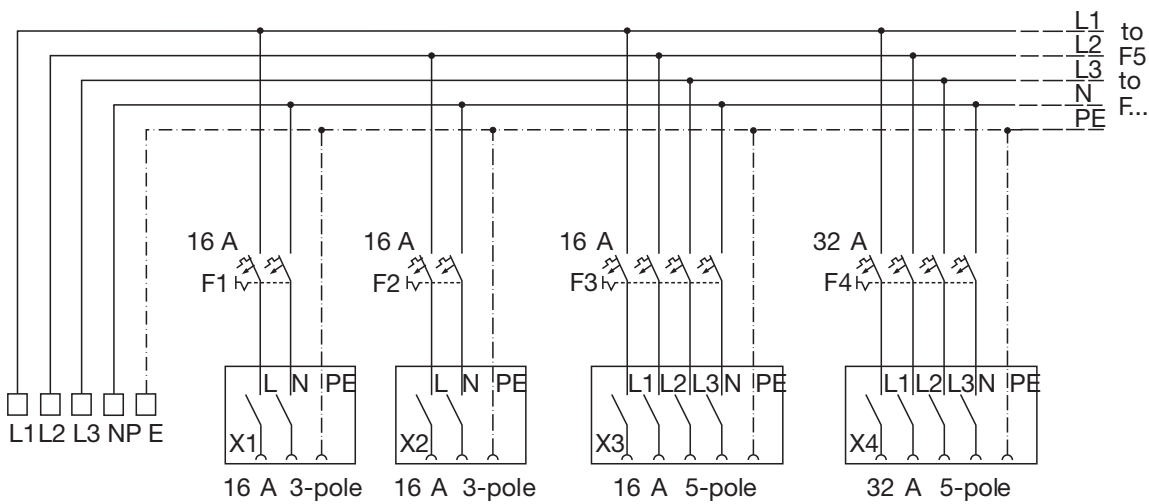 L1 to
L2 F5
L3 to
N F...
PE
16 A 16 A 16 A 32 A
F1 F2 F3 F4
L N PE L N PE L1 L2 L3 N PE L1 L2 L3 N PE
L1 L2 L3 NP E
X1 X2 X3 X4
16 A 3-pole 16 A 3-pole 16 A 5-pole 32 A 5-pole